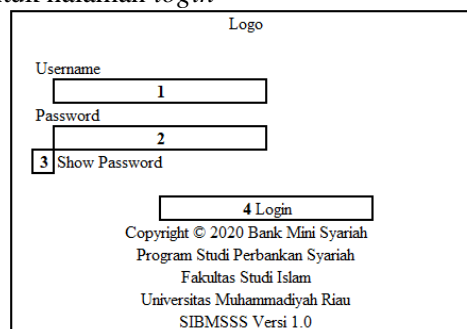 Logo
Username
1
Password
2
3 Show Password
4 Login
Copyright © 2020 Bank Mini Syariah
Program Studi Perbankan Syariah
Fakultas Studi Islam
Universitas Muhammadiyah Riau
SIBMSSS Versi 1.0